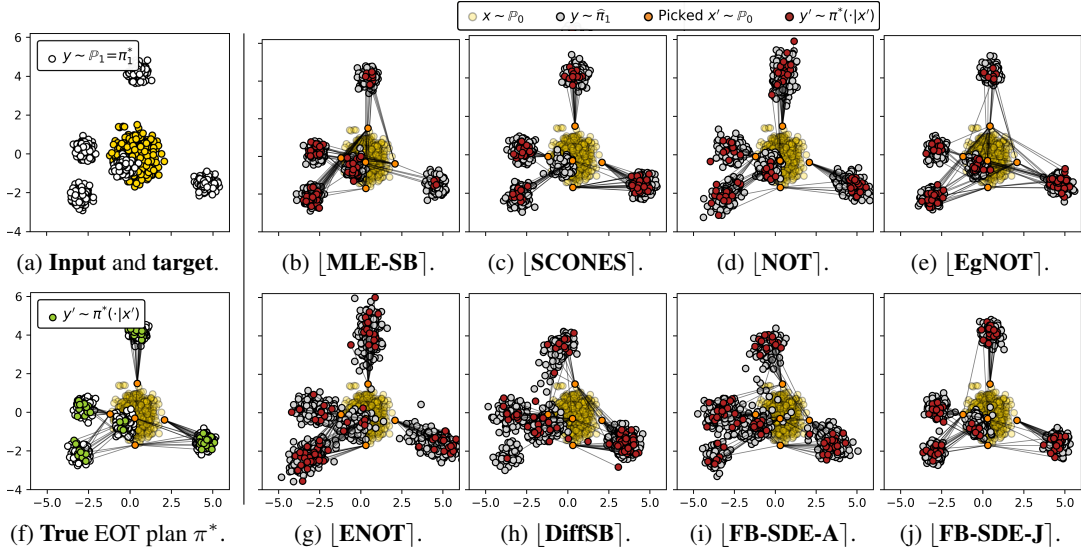 x ~ ℙ₀ y ~ π̂₁ Picked x′ ~ ℙ₀ y′ ~ π*(·|x′)
6
4
2
0
−2
−4
y ~ ℙ₁=π₁*
(a) Input and target.
(b) ⌊MLE-SB⌉.
(c) ⌊SCONES⌉.
(d) ⌊NOT⌉.
(e) ⌊EgNOT⌉.
6
4
2
0
−2
−4
y′ ~ π*(·|x′)
−5.0 −2.5 0.0 2.5 5.0
−5.0 −2.5 0.0 2.5 5.0
−5.0 −2.5 0.0 2.5 5.0
−5.0 −2.5 0.0 2.5 5.0
−5.0 −2.5 0.0 2.5 5.0
(f) True EOT plan π*.
(g) ⌊ENOT⌉.
(h) ⌊DiffSB⌉.
(i) ⌊FB-SDE-A⌉.
(j) ⌊FB-SDE-J⌉.